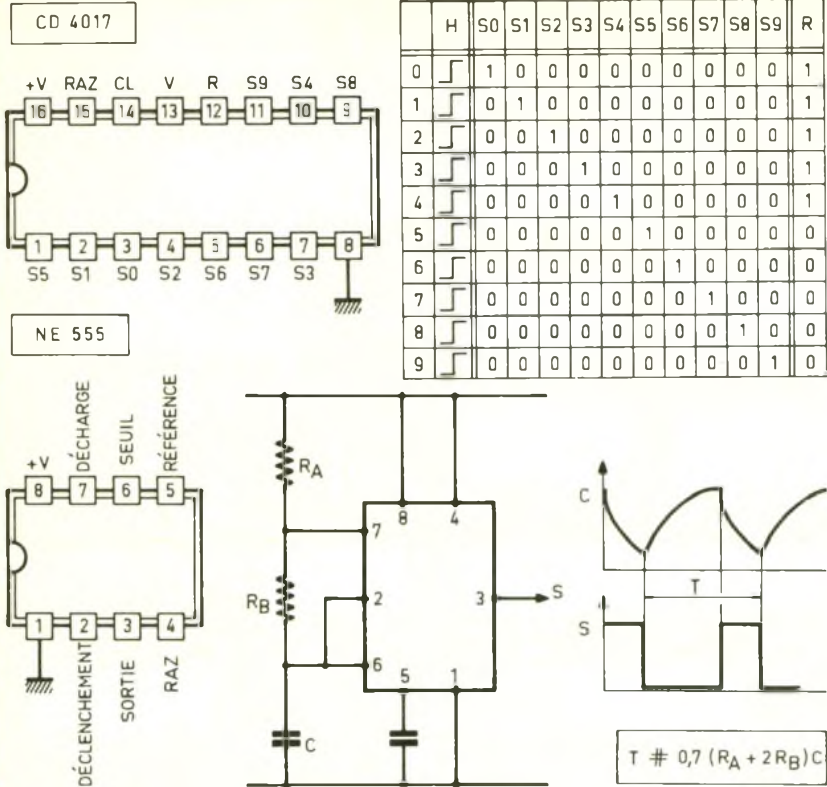 CD 4017
+V RAZ CL V R S9 S4 S8
16 15 14 13 12 11 10 9
1 2 3 4 5 6 7 8
S5 S1 S0 S2 S6 S7 S3
H S0 S1 S2 S3 S4 S5 S6 S7 S8 S9 R
0 1 0 0 0 0 0 0 0 0 0 1
1 0 1 0 0 0 0 0 0 0 0 1
2 0 0 1 0 0 0 0 0 0 0 1
3 0 0 0 1 0 0 0 0 0 0 1
4 0 0 0 0 1 0 0 0 0 0 1
5 0 0 0 0 0 1 0 0 0 0 0
6 0 0 0 0 0 0 1 0 0 0 0
7 0 0 0 0 0 0 0 1 0 0 0
8 0 0 0 0 0 0 0 0 1 0 0
9 0 0 0 0 0 0 0 0 0 1 0
NE 555
+V DÉCHARGE SEUIL RÉFÉRENCE
8 7 6 5
1 2 3 4
DÉCLENCHEMENT SORTIE RAZ
RA
RB
C
8 4
7
2 3 S
6
5 1
C
T
S
T # 0,7 (RA + 2RB) C